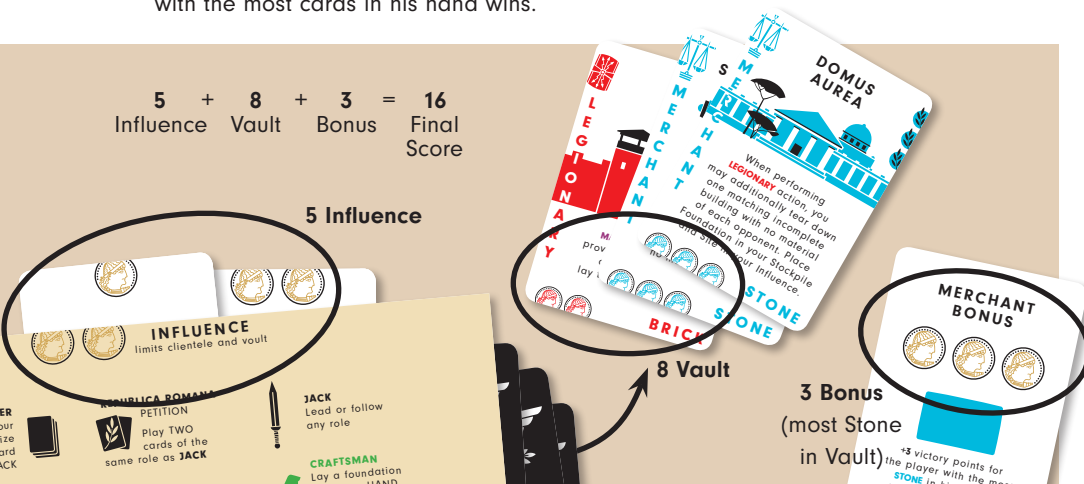 with the most cards in his hand wins.
5 + 8 + 3 = 16
Influence Vault Bonus Final
Score
5 Influence
INFLUENCE
limits clientele and voult
REPUBLICA ROMANA
PETITION
Play TWO
cards of the
same role as JACK
JACK
Lead or follow
any role
CRAFTSMAN
Lay a foundation
HAND
LEGIONARY
BRICK
MERCHANT
STONE
MERCHANT
DOMUS
AUREA
When performing
LEGIONARY action, you
may additionally tear down
one matching incomplete
building with no material
of each opponent. Place
Foundation in your Stockpile
and Site in your Influence.
STONE
8 Vault
3 Bonus
(most Stone
in Vault)
MERCHANT
BONUS
+3 victory points for
the player with the
STONE in